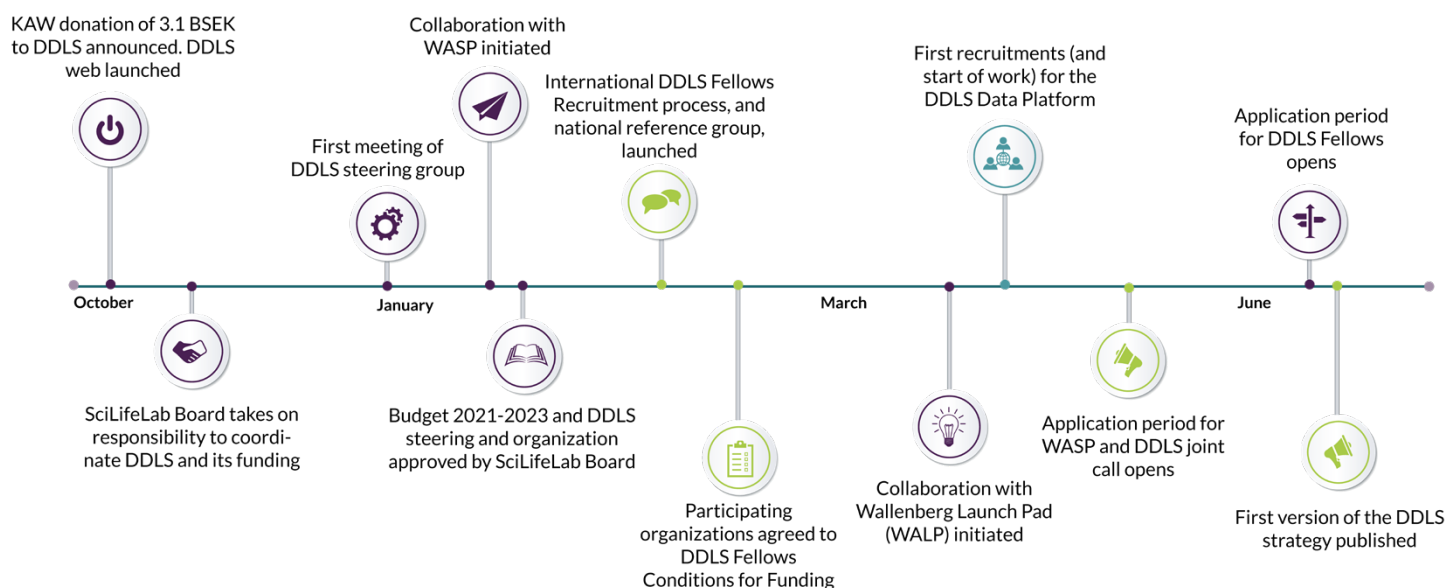 KAW donation of 3.1 BSEK
to DDLS announced. DDLS
web launched
First meeting of
DDLS steering group
Collaboration with
WASP initiated
International DDLS Fellows
Recruitment process, and
national reference group,
launched
First recruitments (and
start of work) for the
DDLS Data Platform
Application period
for DDLS Fellows
opens
October
January
March
June
SciLifeLab Board takes on
responsibility to coordi-
nate DDLS and its funding
Budget 2021-2023 and DDLS
steering and organization
approved by SciLifeLab Board
Participating
organizations agreed to
DDLS Fellows
Conditions for Funding
Collaboration with
Wallenberg Launch Pad
(WALP) initiated
Application period for
WASP and DDLS joint
call opens
First version of the DDLS
strategy published